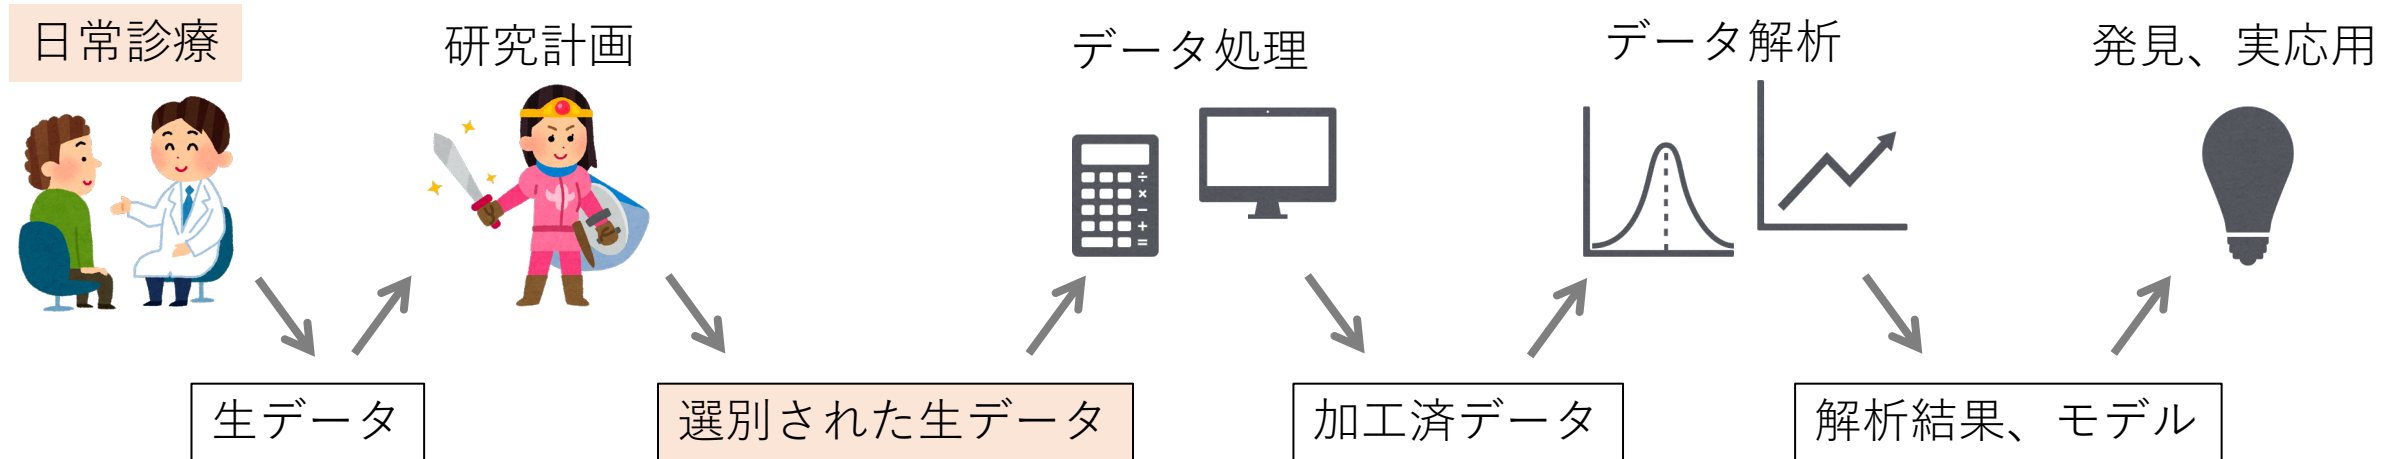 日常診療
研究計画
データ処理
データ解析
発見、実応用
生データ
選別された生データ
加工済データ
解析結果、モデル